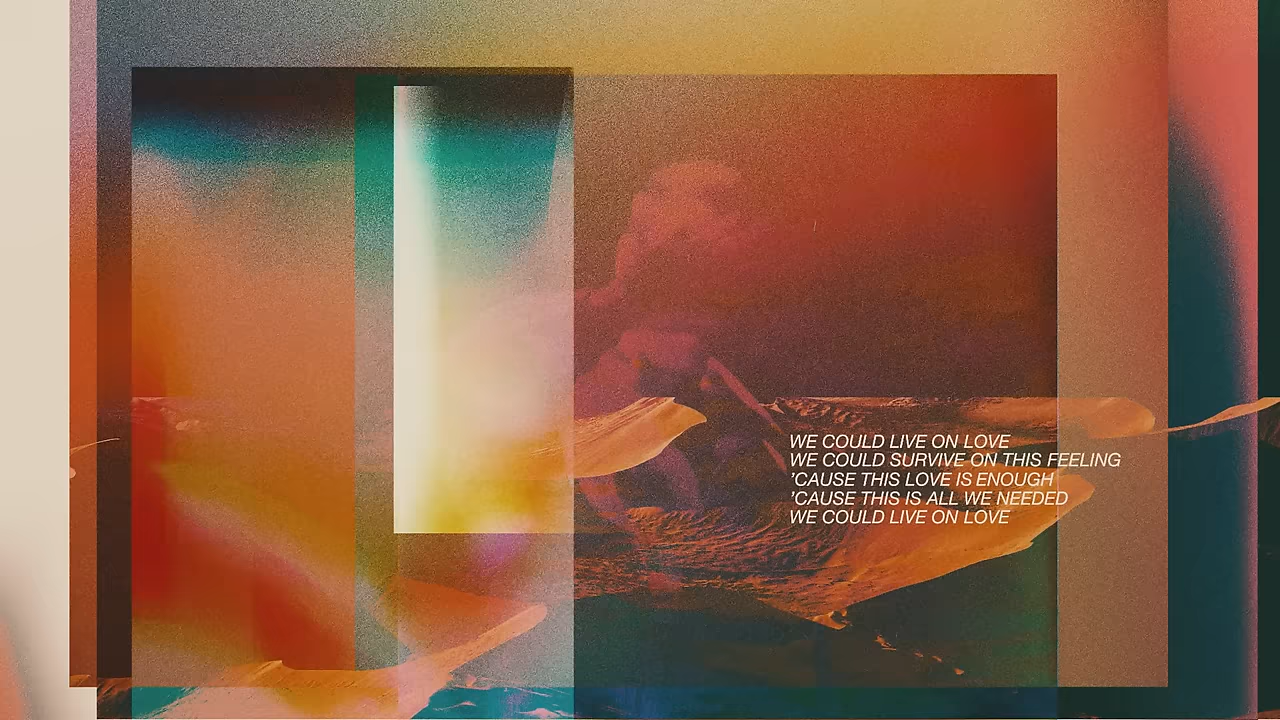 WE COULD LIVE ON LOVE
WE COULD SURVIVE ON THIS FEELING
’CAUSE THIS LOVE IS ENOUGH
’CAUSE THIS IS ALL WE NEEDED
WE COULD LIVE ON LOVE